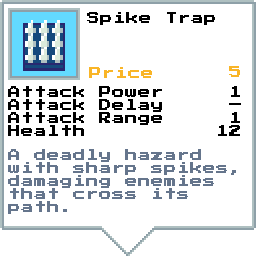 Spike Trap
Price 5
Attack Power 1
Attack Delay –
Attack Range 1
Health 12
A deadly hazard
with sharp spikes,
damaging enemies
that cross its
path.